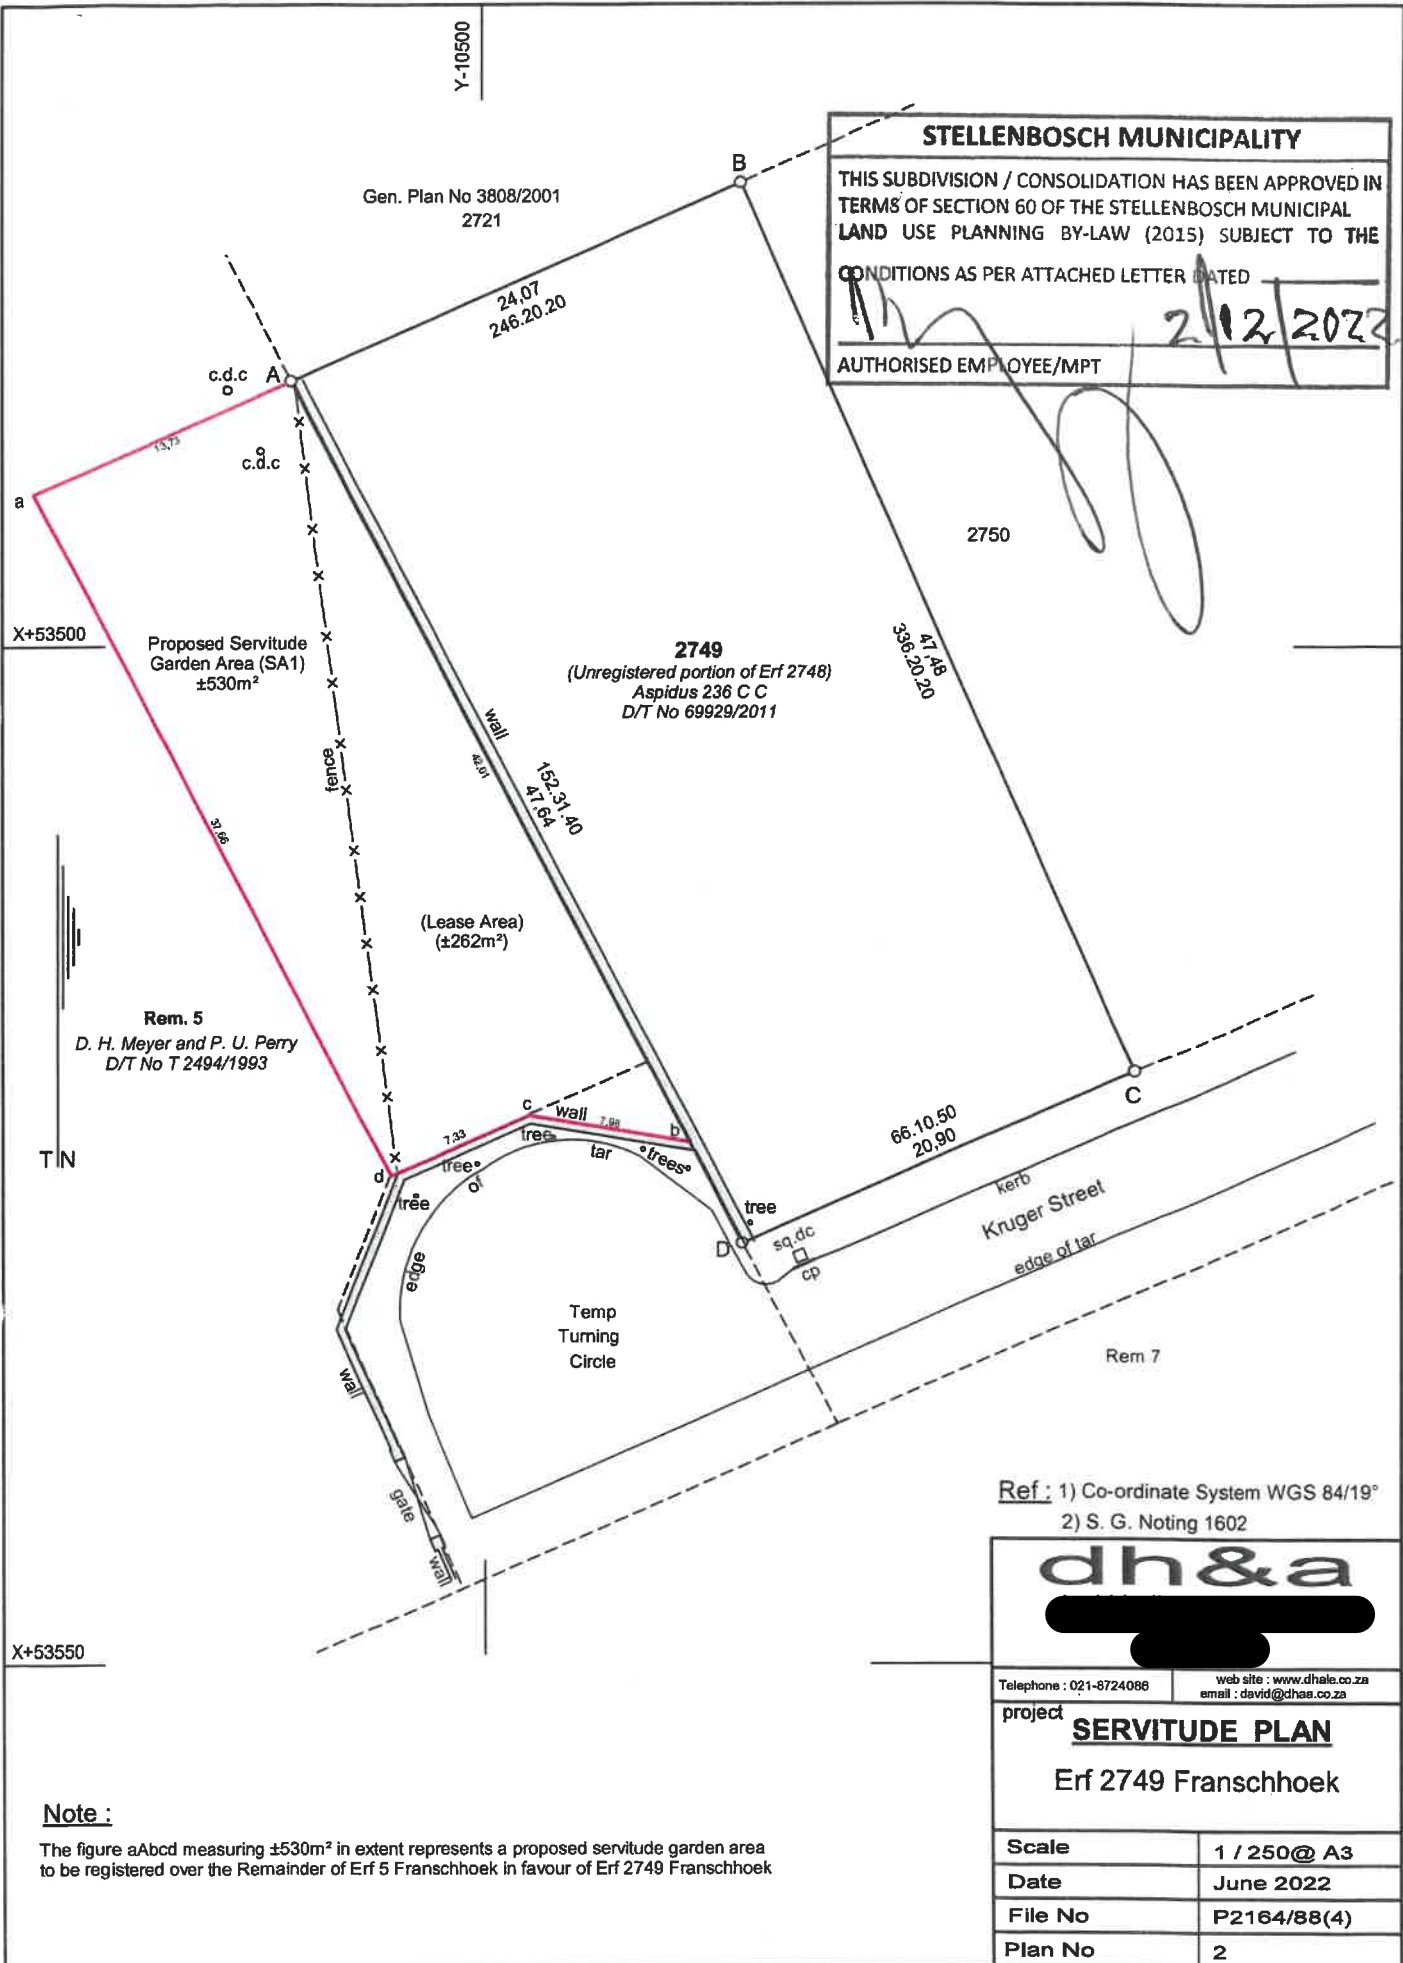 Y-10500
STELLENBOSCH MUNICIPALITY
THIS SUBDIVISION / CONSOLIDATION HAS BEEN APPROVED IN
TERMS OF SECTION 60 OF THE STELLENBOSCH MUNICIPAL
LAND USE PLANNING BY-LAW (2015) SUBJECT TO THE
CONDITIONS AS PER ATTACHED LETTER DATED
2/12/2022
AUTHORISED EMPLOYEE/MPT
B
Gen. Plan No 3808/2001
2721
24,07
246.20.20
c.d.c
A
13,73
c.d.c
a
2750
X+53500
Proposed Servitude
Garden Area (SA1)
±530m²
2749
(Unregistered portion of Erf 2748)
Aspidus 236 C C
D/T No 69929/2011
47,48
336.20.20
wall
fence
42,01
152.31.40
47,64
37,66
(Lease Area)
(±262m²)
Rem. 5
D. H. Meyer and P. U. Perry
D/T No T 2494/1993
TN
c
wall
7,98
b
7,33
tree
tar
trees
tree
of
d
tree
edge
C
66.10.50
20,90
kerb
Kruger Street
edge of tar
tree
D
sq.dc
cp
Temp
Turning
Circle
Rem 7
wall
gate
wall
Ref : 1) Co-ordinate System WGS 84/19°
2) S. G. Noting 1602
dh&a
X+53550
Telephone : 021-8724086
web site : www.dhale.co.za
email : david@dhaa.co.za
project
SERVITUDE PLAN
Erf 2749 Franschhoek
Note :
The figure aAbcd measuring ±530m² in extent represents a proposed servitude garden area
to be registered over the Remainder of Erf 5 Franschhoek in favour of Erf 2749 Franschhoek
Scale 1 / 250@ A3
Date June 2022
File No P2164/88(4)
Plan No 2